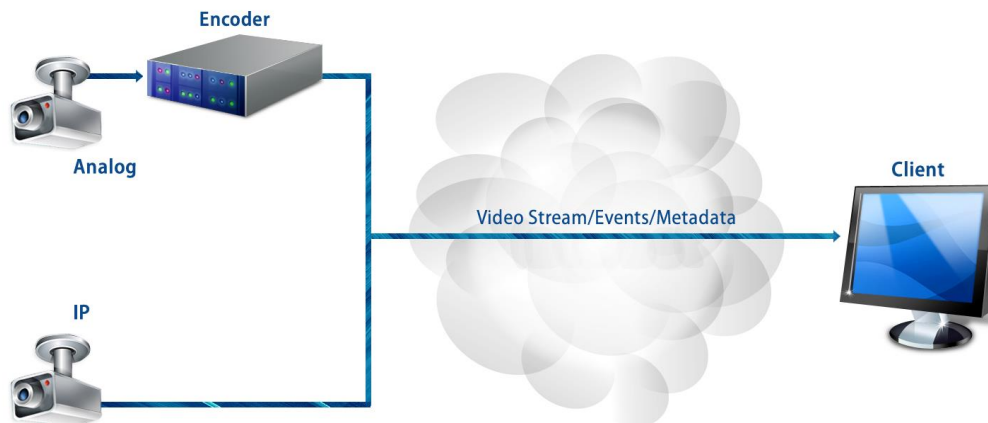 Encoder
Analog
Client
Video Stream/Events/Metadata
IP